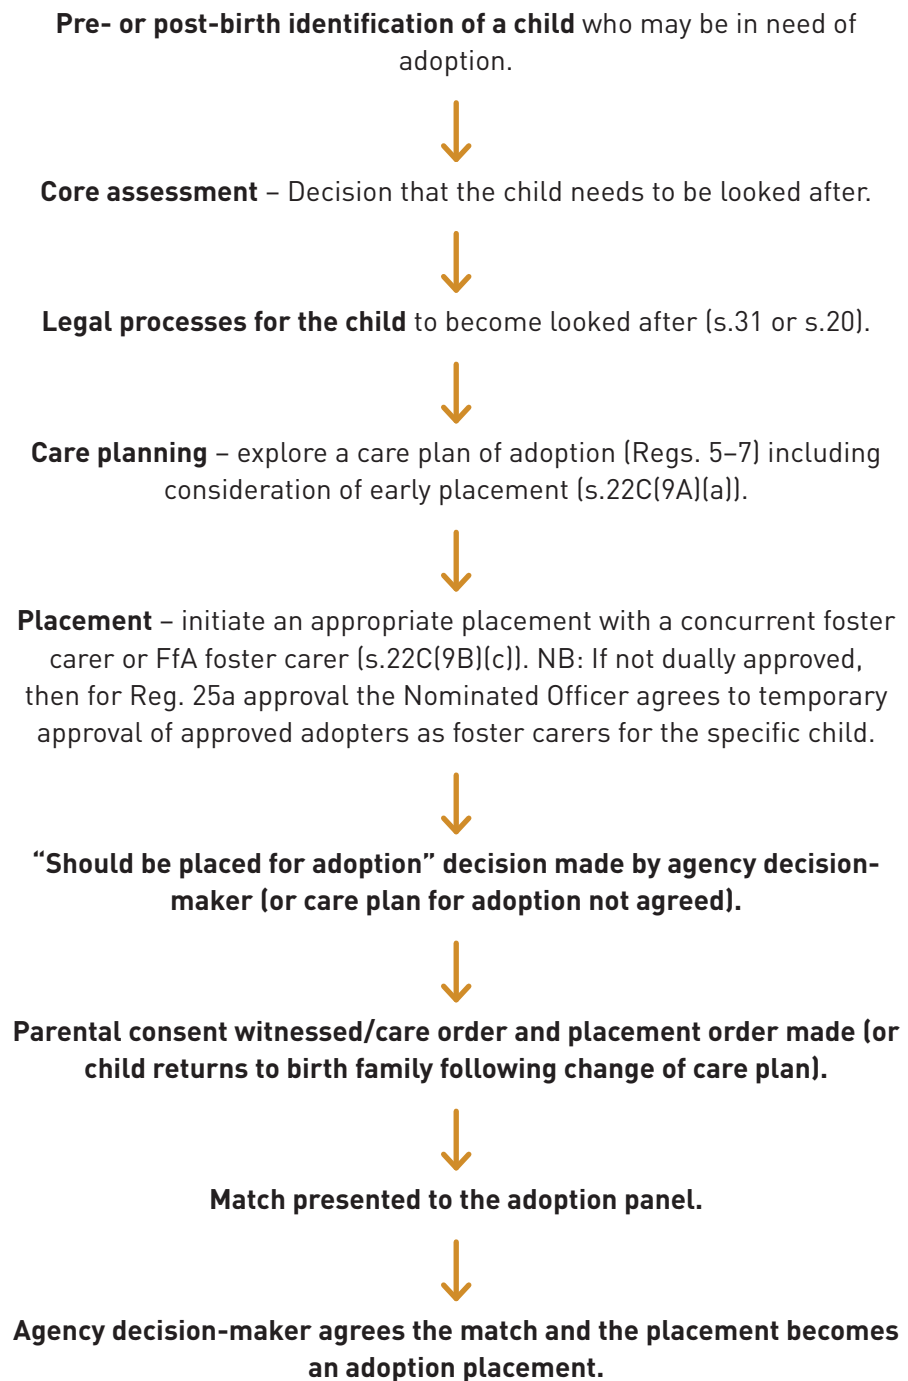 Pre- or post-birth identification of a child who may be in need of
adoption.
Core assessment – Decision that the child needs to be looked after.
Legal processes for the child to become looked after (s.31 or s.20).
Care planning – explore a care plan of adoption (Regs. 5–7) including
consideration of early placement (s.22C(9A)(a)).
Placement – initiate an appropriate placement with a concurrent foster
carer or FfA foster carer (s.22C(9B)(c)). NB: If not dually approved,
then for Reg. 25a approval the Nominated Officer agrees to temporary
approval of approved adopters as foster carers for the specific child.
“Should be placed for adoption” decision made by agency decision-
maker (or care plan for adoption not agreed).
Parental consent witnessed/care order and placement order made (or
child returns to birth family following change of care plan).
Match presented to the adoption panel.
Agency decision-maker agrees the match and the placement becomes
an adoption placement.